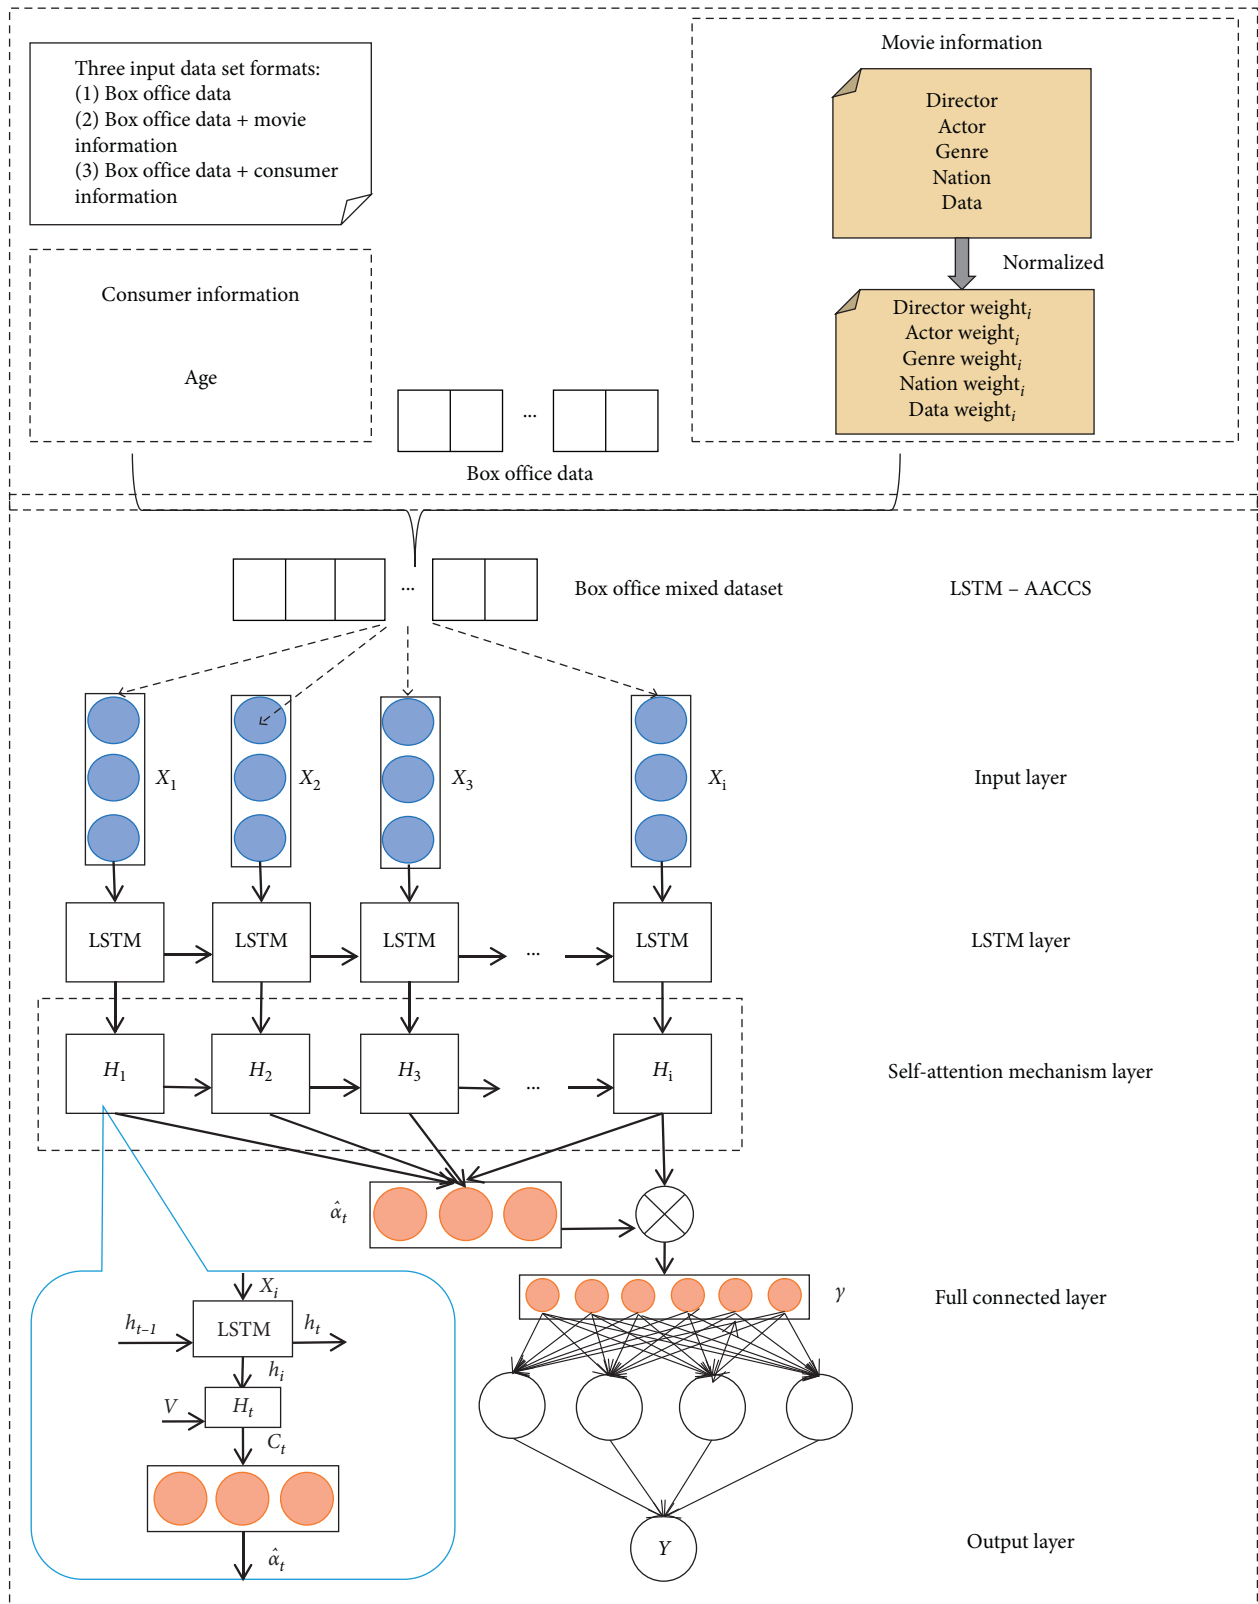 Three input data set formats:
(1) Box office data
(2) Box office data + movie
information
(3) Box office data + consumer
information
Movie information
Director
Actor
Genre
Nation
Data
Normalized
Director weight_i
Actor weight_i
Genre weight_i
Nation weight_i
Data weight_i
Consumer information
Age
...
Box office data
...
Box office mixed dataset
LSTM – AACCS
X_1
X_2
X_3
X_i
Input layer
LSTM
LSTM
LSTM
...
LSTM
LSTM layer
H_1
H_2
H_3
...
H_i
Self-attention mechanism layer
α̂_t
γ
Full connected layer
X_i
h_{t–1}
LSTM
h_t
h_i
V
H_t
C_t
α̂_t
Y
Output layer